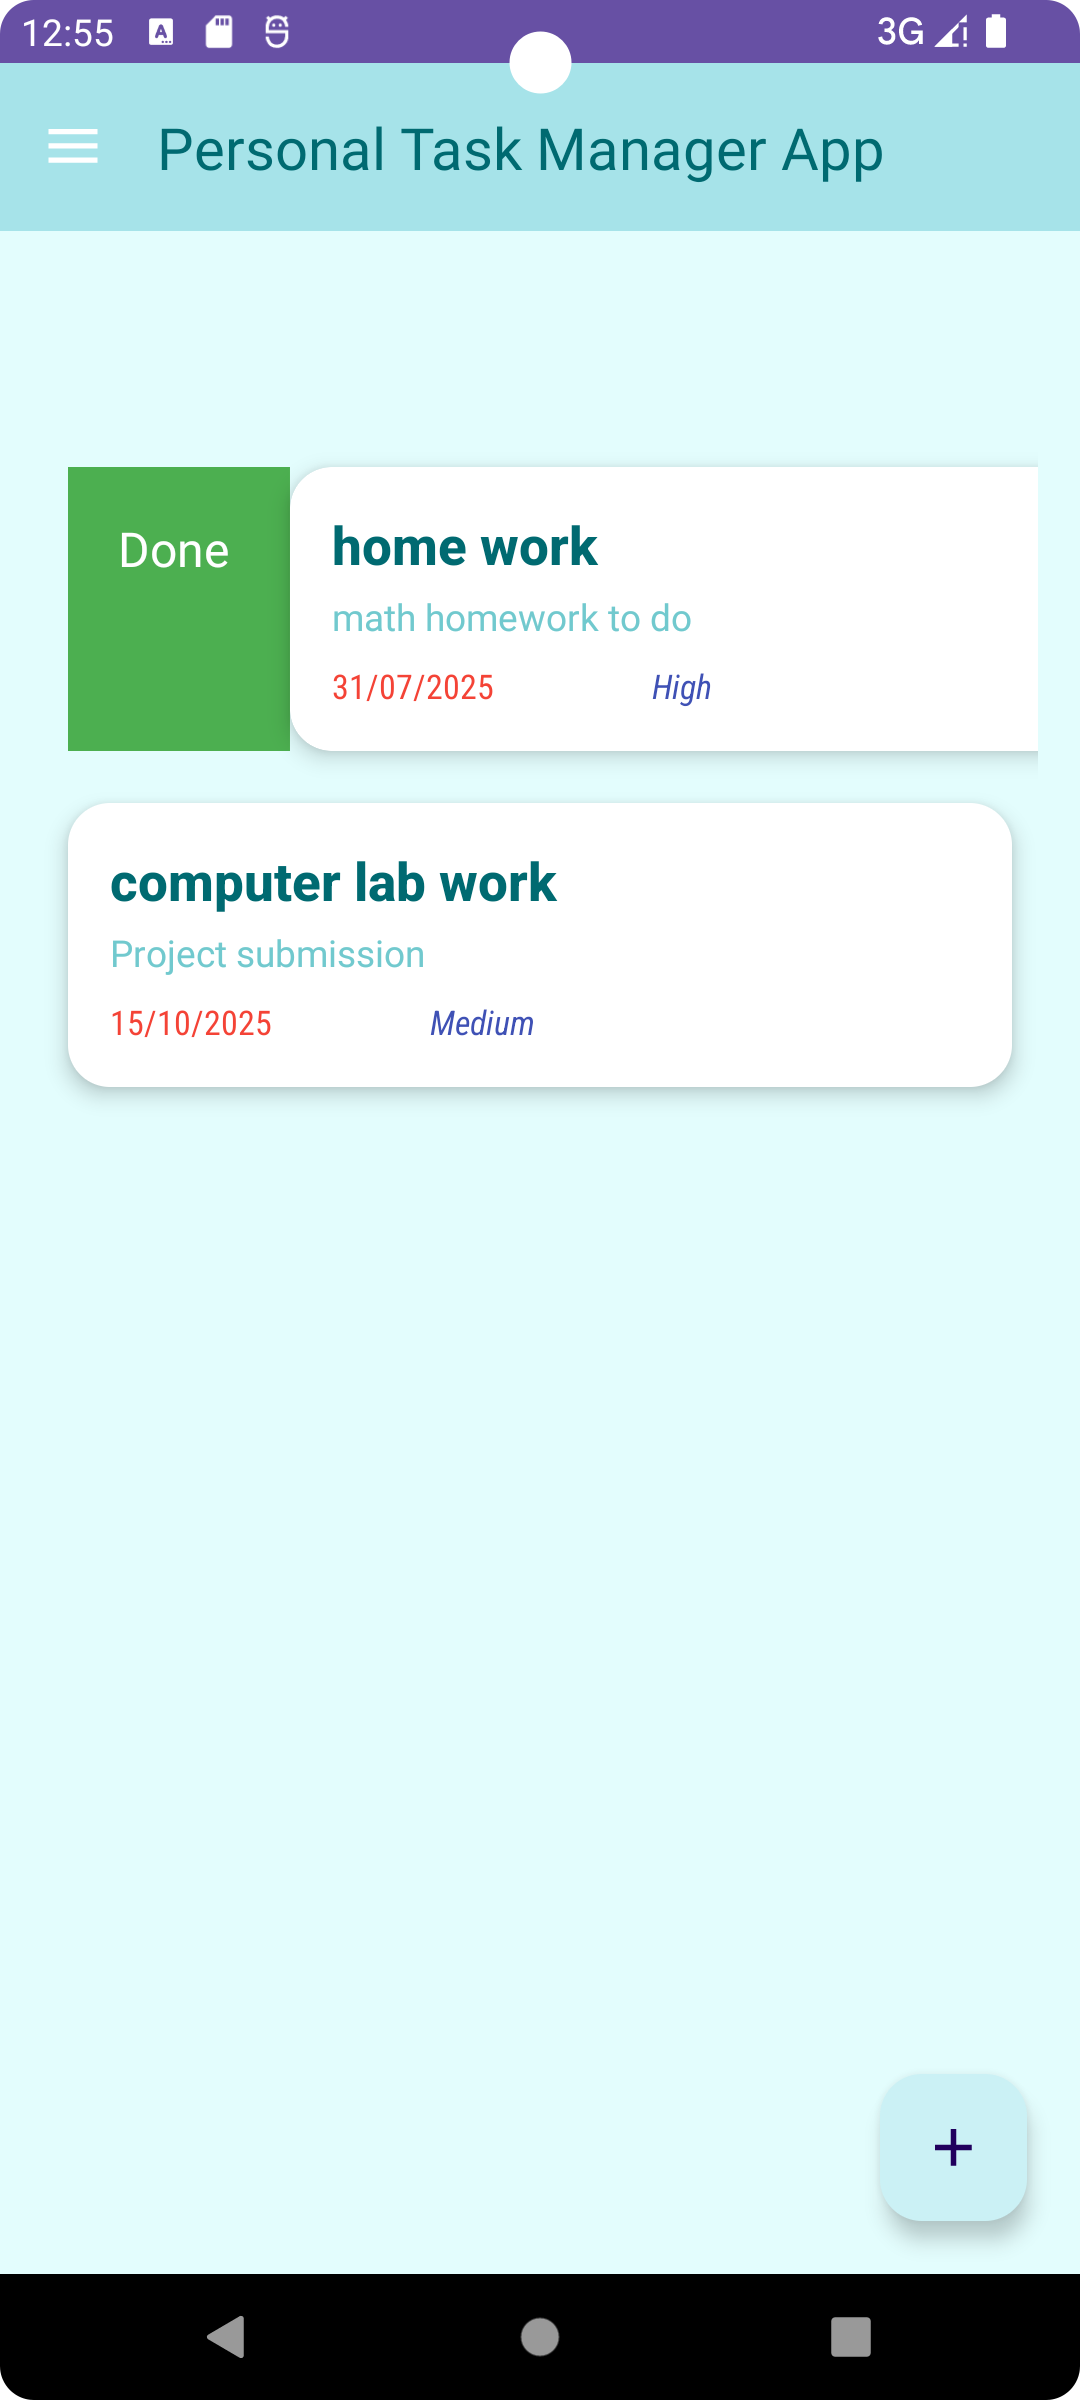 12:55
3G
Personal Task Manager App
Done
home work
math homework to do
31/07/2025 High
computer lab work
Project submission
15/10/2025 Medium